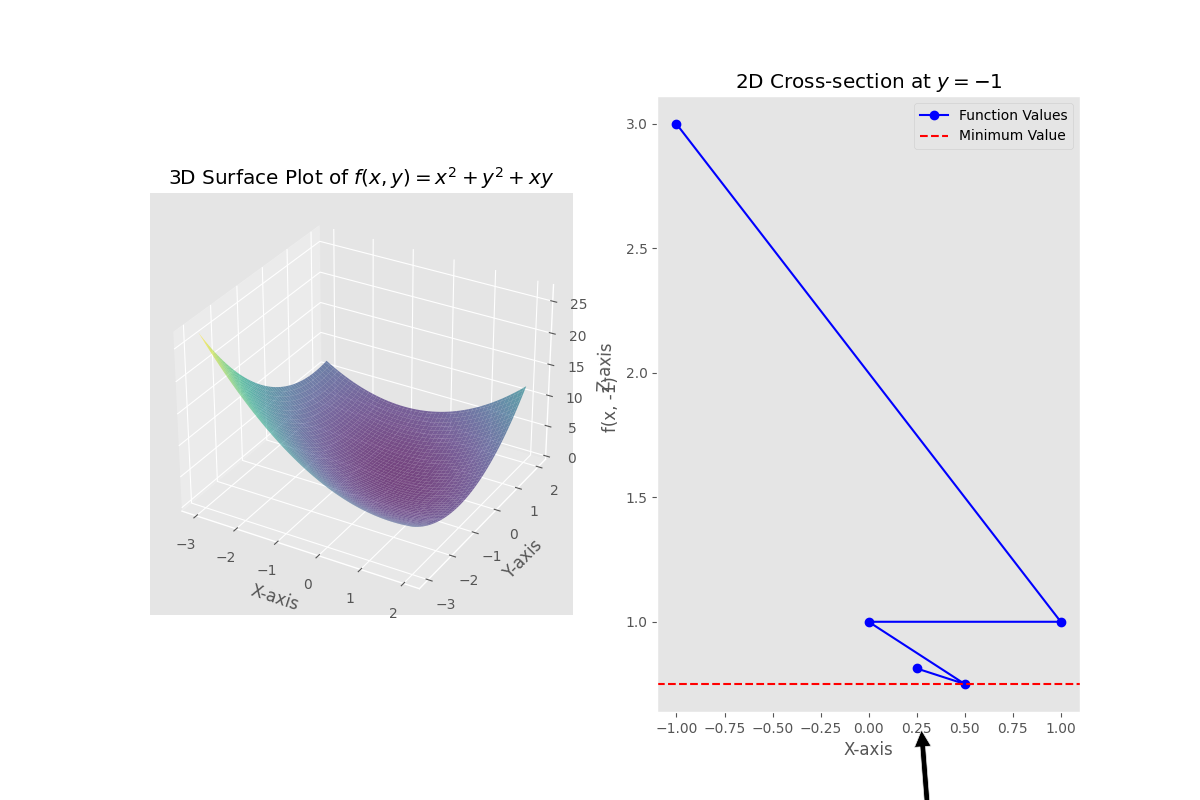 3D Surface Plot of f(x, y) = x² + y² + xy
25
20
15
10
5
0
Z-axis
−3
−2
−1
0
1
2
X-axis
−3
−2
−1
0
1
2
Y-axis
2D Cross-section at y = −1
Function Values
Minimum Value
3.0
2.5
2.0
1.5
1.0
f(x, -1)
−1.00 −0.75 −0.50 −0.25 0.00 0.25 0.50 0.75 1.00
X-axis